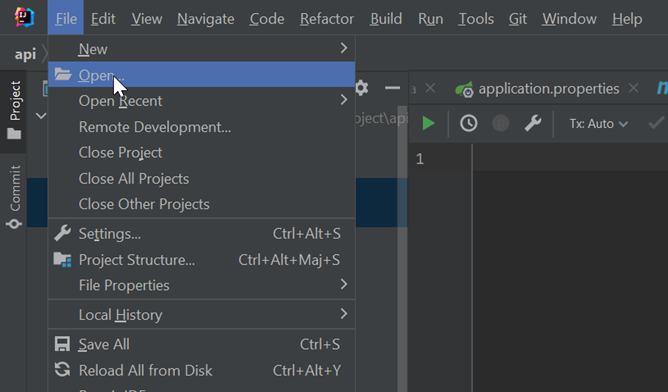 File Edit View Navigate Code Refactor Build Run Tools Git Window Help
api
New
Open...
Open Recent
Remote Development...
Close Project
Close All Projects
Close Other Projects
Settings... Ctrl+Alt+S
Project Structure... Ctrl+Alt+Maj+S
File Properties
Local History
Save All Ctrl+S
Reload All from Disk Ctrl+Alt+Y
Project
Commit
application.properties
oject\api
Tx: Auto
1